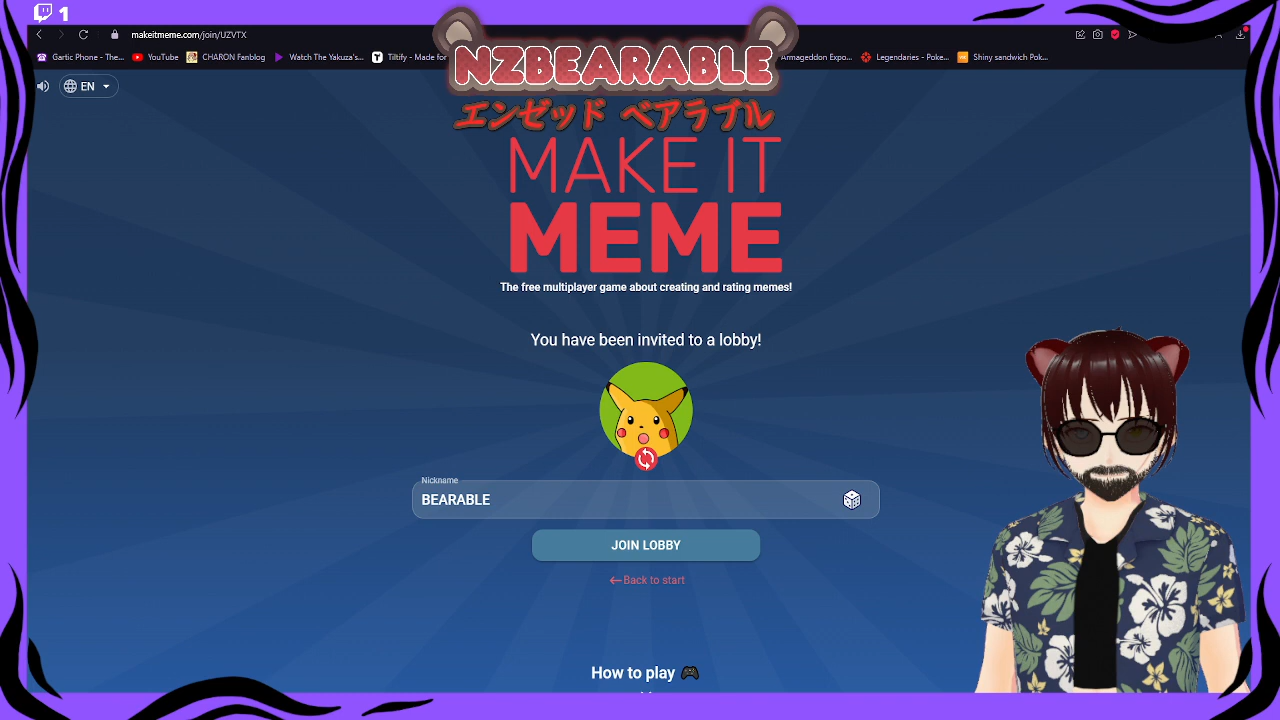 1
makeitmeme.com/join/UZVTX
Gartic Phone - The... YouTube CHARON Fanblog Watch The Yakuza's... Tiltify - Made for Armageddon Expo... Legendaries - Poke... Shiny sandwich Pok...
NZBEARABLE
エンゼッド ベアラブル
EN
MAKE IT
MEME
The free multiplayer game about creating and rating memes!
You have been invited to a lobby!
Nickname
BEARABLE
JOIN LOBBY
Back to start
How to play